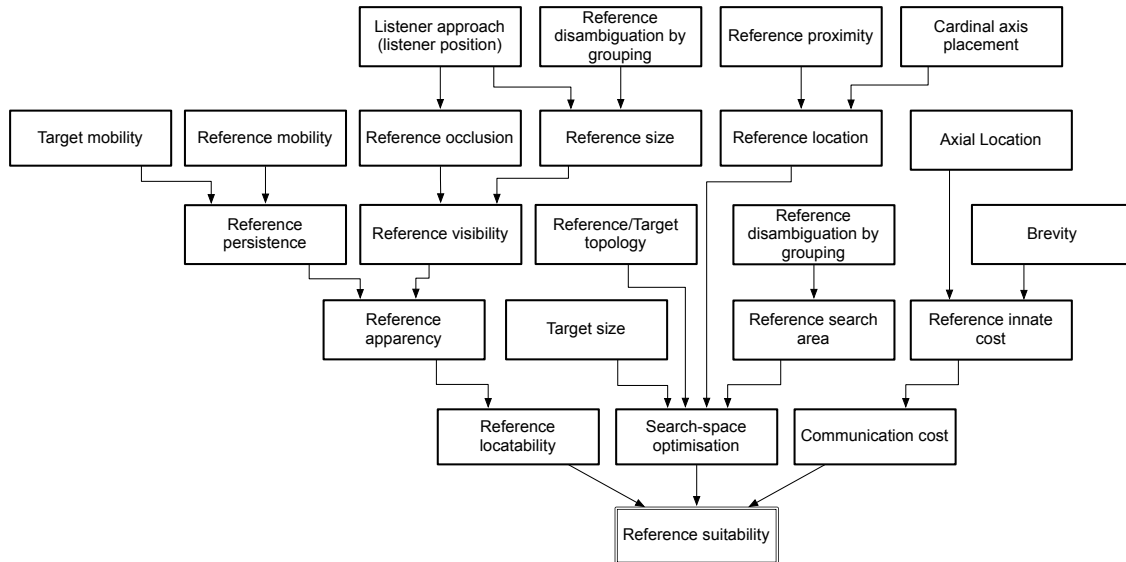 Listener approach
(listener position)
Reference
disambiguation by
grouping
Reference proximity
Cardinal axis
placement
Target mobility
Reference mobility
Reference occlusion
Reference size
Reference location
Axial Location
Reference
persistence
Reference visibility
Reference/Target
topology
Reference
disambiguation by
grouping
Brevity
Reference
apparency
Target size
Reference search
area
Reference innate
cost
Reference
locatability
Search-space
optimisation
Communication cost
Reference suitability